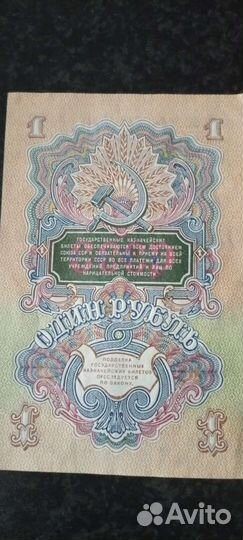 1 1
ГОСУДАРСТВЕННЫЕ КАЗНАЧЕЙСКИЕ
БИЛЕТЫ ОБЕСПЕЧИВАЮТСЯ ВСЕМ ДОСТОЯНИЕМ
СОЮЗА ССР И ОБЯЗАТЕЛЬНЫ К ПРИЕМУ НА ВСЕЙ
ТЕРРИТОРИИ СССР ВО ВСЕ ПЛАТЕЖИ ДЛЯ ВСЕХ
УЧРЕЖДЕНИЙ, ПРЕДПРИЯТИЙ И ЛИЦ ПО
НАРИЦАТЕЛЬНОЙ СТОИМОСТИ
1 1
ОДИН РУБЛЬ
ПОДДЕЛКА
ГОСУДАРСТВЕННЫХ
КАЗНАЧЕЙСКИХ БИЛЕТОВ
ПРЕСЛЕДУЕТСЯ
ПО ЗАКОНУ.
1 1
Avito